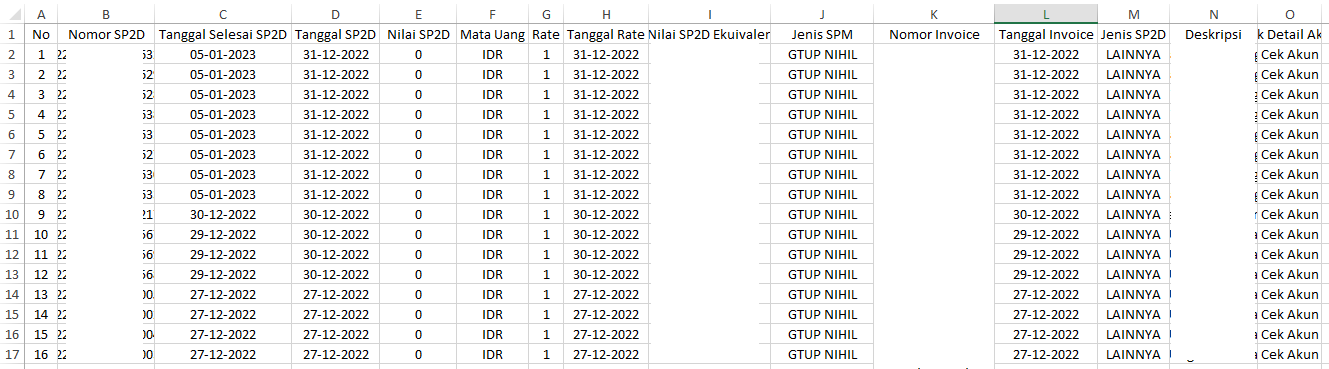 A B C D E F G H I J K L M N O
1 No Nomor SP2D Tanggal Selesai SP2D Tanggal SP2D Nilai SP2D Mata Uang Rate Tanggal Rate Nilai SP2D Ekuivalen Jenis SPM Nomor Invoice Tanggal Invoice Jenis SP2D Deskripsi k Detail Ak
2 1 22 53 05-01-2023 31-12-2022 0 IDR 1 31-12-2022 GTUP NIHIL 31-12-2022 LAINNYA Cek Akun
3 2 22 52 05-01-2023 31-12-2022 0 IDR 1 31-12-2022 GTUP NIHIL 31-12-2022 LAINNYA Cek Akun
4 3 22 52 05-01-2023 31-12-2022 0 IDR 1 31-12-2022 GTUP NIHIL 31-12-2022 LAINNYA Cek Akun
5 4 22 53 05-01-2023 31-12-2022 0 IDR 1 31-12-2022 GTUP NIHIL 31-12-2022 LAINNYA Cek Akun
6 5 22 53 05-01-2023 31-12-2022 0 IDR 1 31-12-2022 GTUP NIHIL 31-12-2022 LAINNYA Cek Akun
7 6 22 52 05-01-2023 31-12-2022 0 IDR 1 31-12-2022 GTUP NIHIL 31-12-2022 LAINNYA Cek Akun
8 7 22 53 05-01-2023 31-12-2022 0 IDR 1 31-12-2022 GTUP NIHIL 31-12-2022 LAINNYA Cek Akun
9 8 22 53 05-01-2023 31-12-2022 0 IDR 1 31-12-2022 GTUP NIHIL 31-12-2022 LAINNYA Cek Akun
10 9 22 21 30-12-2022 30-12-2022 0 IDR 1 30-12-2022 GTUP NIHIL 30-12-2022 LAINNYA Cek Akun
11 10 22 56 29-12-2022 30-12-2022 0 IDR 1 30-12-2022 GTUP NIHIL 29-12-2022 LAINNYA Cek Akun
12 11 22 56 29-12-2022 30-12-2022 0 IDR 1 30-12-2022 GTUP NIHIL 29-12-2022 LAINNYA Cek Akun
13 12 22 56 29-12-2022 30-12-2022 0 IDR 1 30-12-2022 GTUP NIHIL 29-12-2022 LAINNYA Cek Akun
14 13 22 00 27-12-2022 27-12-2022 0 IDR 1 27-12-2022 GTUP NIHIL 27-12-2022 LAINNYA Cek Akun
15 14 22 00 27-12-2022 27-12-2022 0 IDR 1 27-12-2022 GTUP NIHIL 27-12-2022 LAINNYA Cek Akun
16 15 22 00 27-12-2022 27-12-2022 0 IDR 1 27-12-2022 GTUP NIHIL 27-12-2022 LAINNYA Cek Akun
17 16 22 00 27-12-2022 27-12-2022 0 IDR 1 27-12-2022 GTUP NIHIL 27-12-2022 LAINNYA Cek Akun